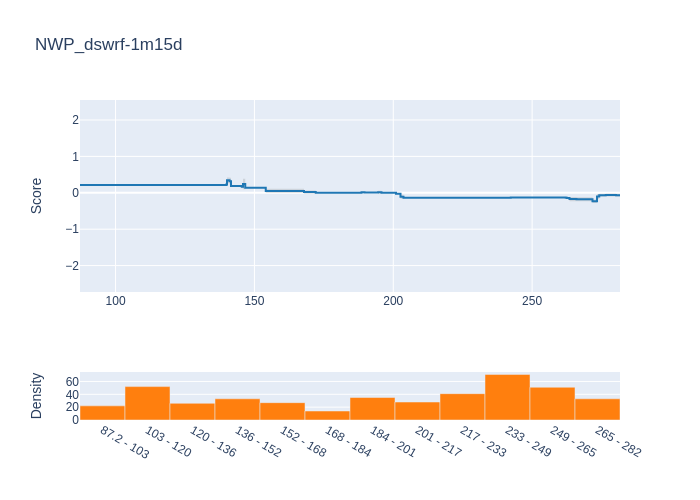 NWP_dswrf-1m15d
Score
2
1
0
−1
−2
100
150
200
250
Density
60
40
20
0
87.2 - 103
103 - 120
120 - 136
136 - 152
152 - 168
168 - 184
184 - 201
201 - 217
217 - 233
233 - 249
249 - 265
265 - 282